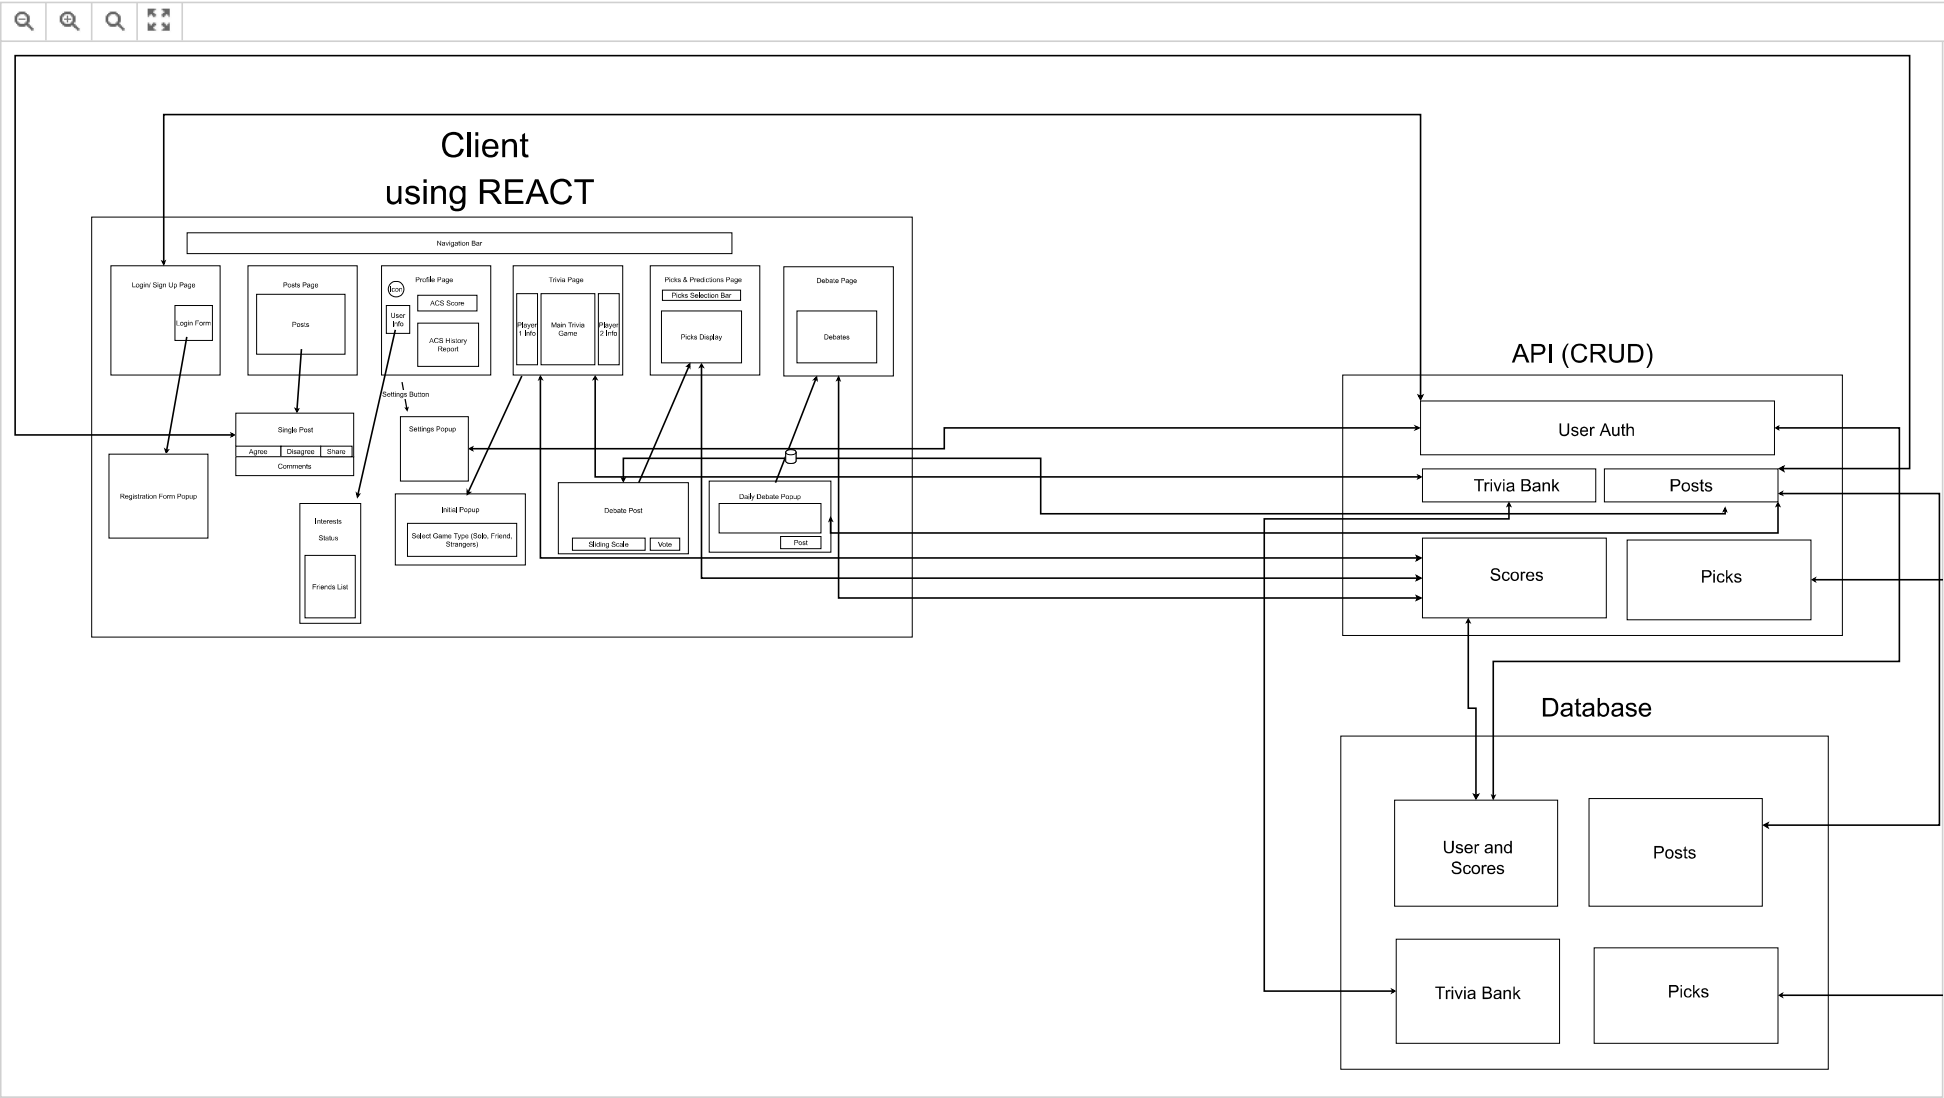 Client
using REACT
Navigation Bar
Login/ Sign Up Page
Login Form
Posts Page
Posts
Profile Page
Icon
ACS Score
User
Info
ACS History
Report
Trivia Page
Player
1 Info
Main Trivia
Game
Player
2 Info
Picks & Predictions Page
Picks Selection Bar
Picks Display
Debate Page
Debates
Settings Button
Single Post
Agree
Disagree
Share
Comments
Settings Popup
Registration Form Popup
Interests
Status
Friends List
Initial Popup
Select Game Type (Solo, Friend,
Strangers)
Debate Post
Sliding Scale
Vote
Daily Debate Popup
Post
API (CRUD)
User Auth
Trivia Bank
Posts
Scores
Picks
Database
User and
Scores
Posts
Trivia Bank
Picks